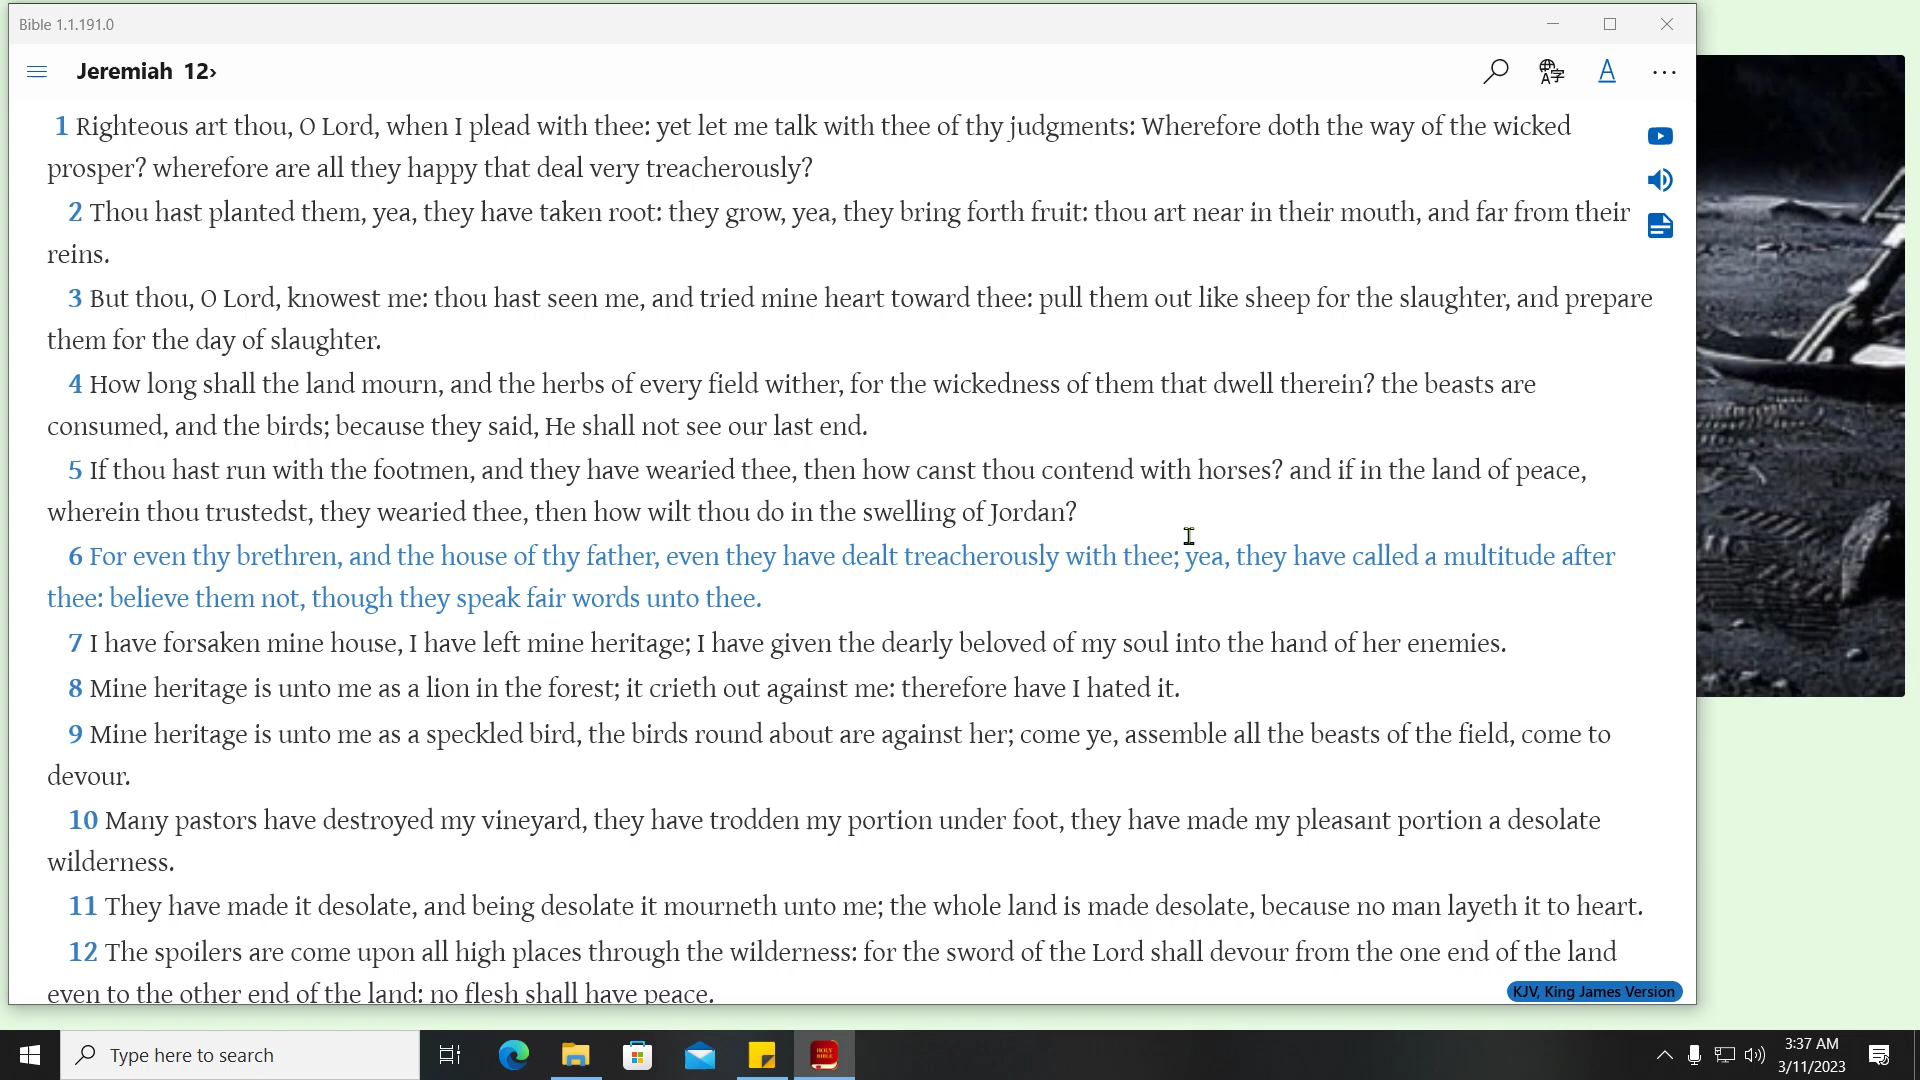 Bible 1.1.191.0
Jeremiah 12›
1 Righteous art thou, O Lord, when I plead with thee: yet let me talk with thee of thy judgments: Wherefore doth the way of the wicked
prosper? wherefore are all they happy that deal very treacherously?
2 Thou hast planted them, yea, they have taken root: they grow, yea, they bring forth fruit: thou art near in their mouth, and far from their
reins.
3 But thou, O Lord, knowest me: thou hast seen me, and tried mine heart toward thee: pull them out like sheep for the slaughter, and prepare
them for the day of slaughter.
4 How long shall the land mourn, and the herbs of every field wither, for the wickedness of them that dwell therein? the beasts are
consumed, and the birds; because they said, He shall not see our last end.
5 If thou hast run with the footmen, and they have wearied thee, then how canst thou contend with horses? and if in the land of peace,
wherein thou trustedst, they wearied thee, then how wilt thou do in the swelling of Jordan?
6 For even thy brethren, and the house of thy father, even they have dealt treacherously with thee; yea, they have called a multitude after
thee: believe them not, though they speak fair words unto thee.
7 I have forsaken mine house, I have left mine heritage; I have given the dearly beloved of my soul into the hand of her enemies.
8 Mine heritage is unto me as a lion in the forest; it crieth out against me: therefore have I hated it.
9 Mine heritage is unto me as a speckled bird, the birds round about are against her; come ye, assemble all the beasts of the field, come to
devour.
10 Many pastors have destroyed my vineyard, they have trodden my portion under foot, they have made my pleasant portion a desolate
wilderness.
11 They have made it desolate, and being desolate it mourneth unto me; the whole land is made desolate, because no man layeth it to heart.
12 The spoilers are come upon all high places through the wilderness: for the sword of the Lord shall devour from the one end of the land
even to the other end of the land: no flesh shall have peace.
KJV, King James Version
Type here to search
HOLY BIBLE
3:37 AM
3/11/2023